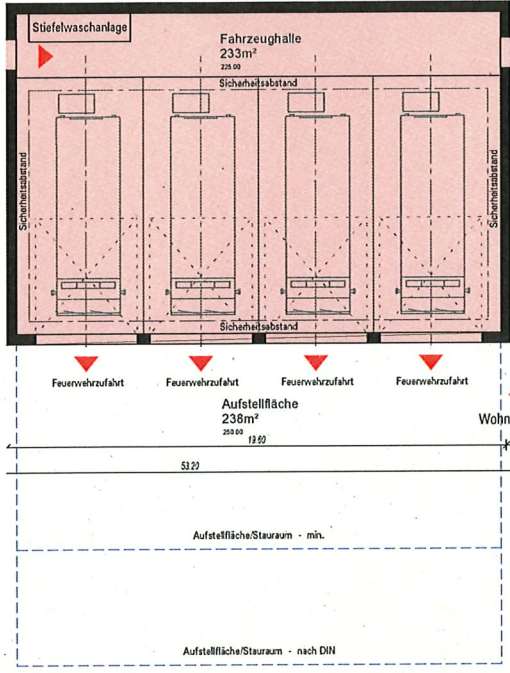 Stiefelwaschanlage
Fahrzeughalle
233m²
225.00
Sicherheitsabstand
Sicherheitsabstand
Sicherheitsabstand
Sicherheitsabstand
Feuerwehrzufahrt
Feuerwehrzufahrt
Feuerwehrzufahrt
Feuerwehrzufahrt
Aufstellfläche
238m²
250.00
Wohn
19.60
53.20
Aufstellfläche/Stauraum - min.
Aufstellfläche/Stauraum - nach DIN